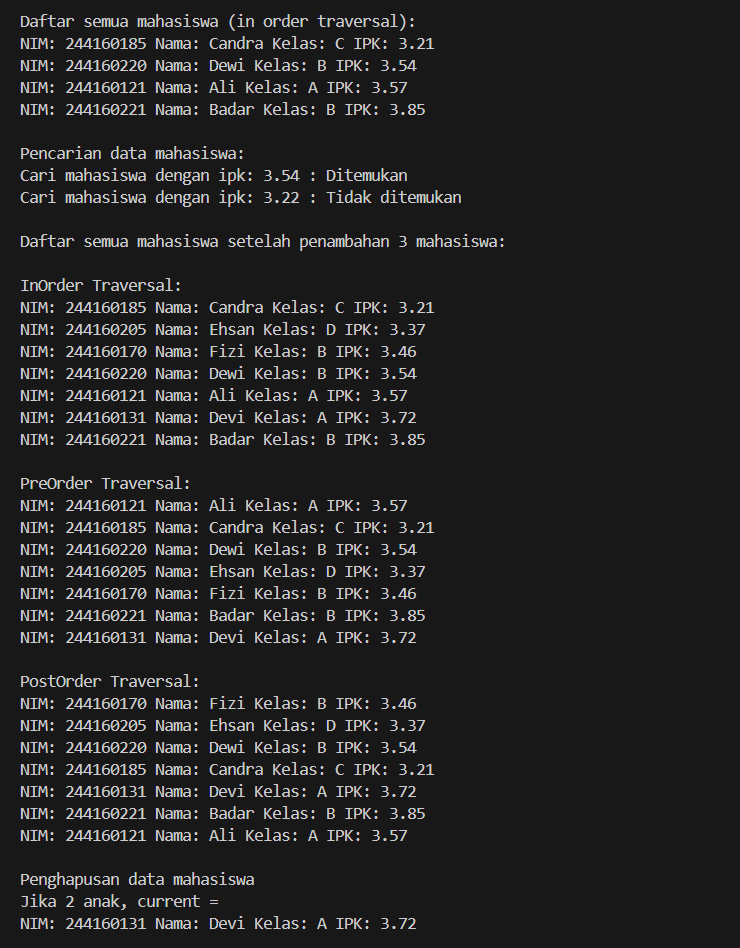 Daftar semua mahasiswa (in order traversal):
NIM: 244160185 Nama: Candra Kelas: C IPK: 3.21
NIM: 244160220 Nama: Dewi Kelas: B IPK: 3.54
NIM: 244160121 Nama: Ali Kelas: A IPK: 3.57
NIM: 244160221 Nama: Badar Kelas: B IPK: 3.85
Pencarian data mahasiswa:
Cari mahasiswa dengan ipk: 3.54 : Ditemukan
Cari mahasiswa dengan ipk: 3.22 : Tidak ditemukan
Daftar semua mahasiswa setelah penambahan 3 mahasiswa:
InOrder Traversal:
NIM: 244160185 Nama: Candra Kelas: C IPK: 3.21
NIM: 244160205 Nama: Ehsan Kelas: D IPK: 3.37
NIM: 244160170 Nama: Fizi Kelas: B IPK: 3.46
NIM: 244160220 Nama: Dewi Kelas: B IPK: 3.54
NIM: 244160121 Nama: Ali Kelas: A IPK: 3.57
NIM: 244160131 Nama: Devi Kelas: A IPK: 3.72
NIM: 244160221 Nama: Badar Kelas: B IPK: 3.85
PreOrder Traversal:
NIM: 244160121 Nama: Ali Kelas: A IPK: 3.57
NIM: 244160185 Nama: Candra Kelas: C IPK: 3.21
NIM: 244160220 Nama: Dewi Kelas: B IPK: 3.54
NIM: 244160205 Nama: Ehsan Kelas: D IPK: 3.37
NIM: 244160170 Nama: Fizi Kelas: B IPK: 3.46
NIM: 244160221 Nama: Badar Kelas: B IPK: 3.85
NIM: 244160131 Nama: Devi Kelas: A IPK: 3.72
PostOrder Traversal:
NIM: 244160170 Nama: Fizi Kelas: B IPK: 3.46
NIM: 244160205 Nama: Ehsan Kelas: D IPK: 3.37
NIM: 244160220 Nama: Dewi Kelas: B IPK: 3.54
NIM: 244160185 Nama: Candra Kelas: C IPK: 3.21
NIM: 244160131 Nama: Devi Kelas: A IPK: 3.72
NIM: 244160221 Nama: Badar Kelas: B IPK: 3.85
NIM: 244160121 Nama: Ali Kelas: A IPK: 3.57
Penghapusan data mahasiswa
Jika 2 anak, current =
NIM: 244160131 Nama: Devi Kelas: A IPK: 3.72